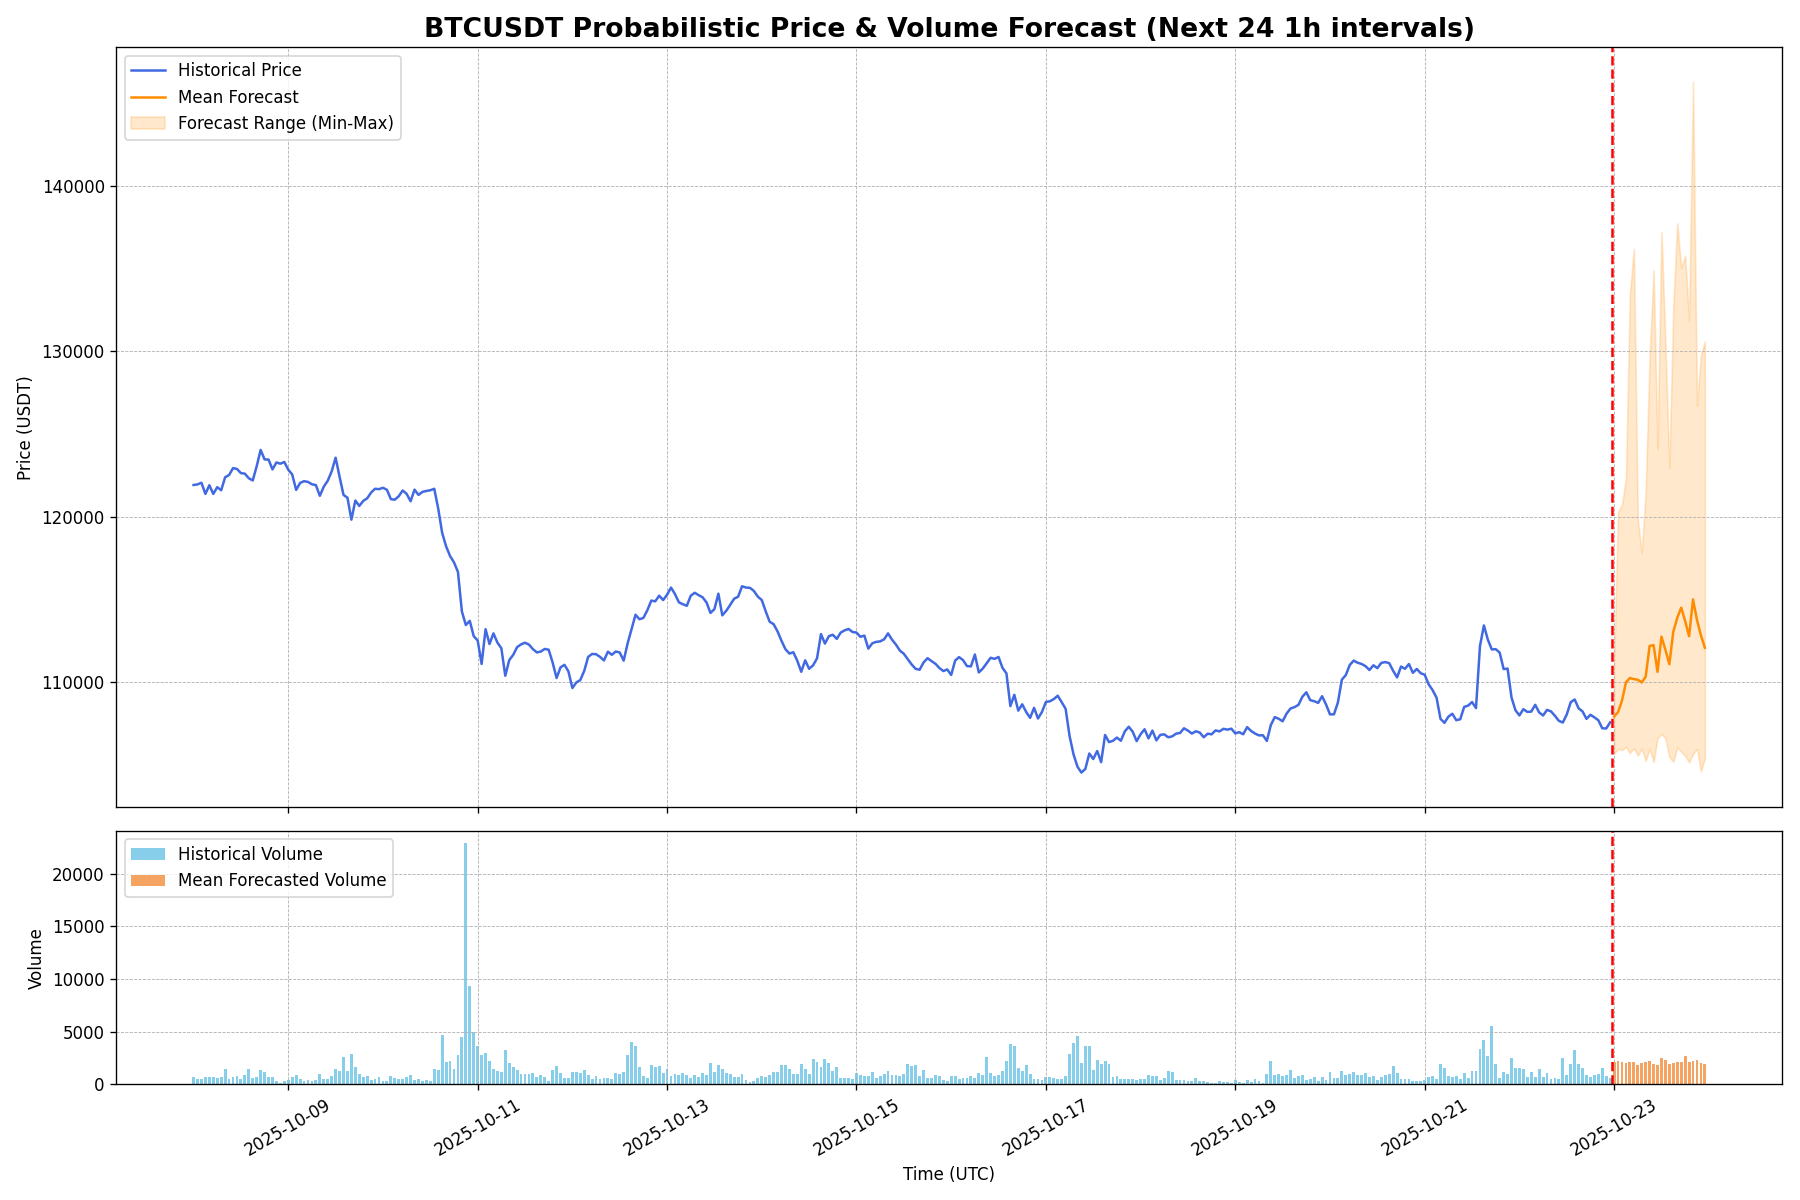 BTCUSDT Probabilistic Price & Volume Forecast (Next 24 1h intervals)
Historical Price
Mean Forecast
Forecast Range (Min-Max)
140000
130000
120000
110000
Price (USDT)
Historical Volume
Mean Forecasted Volume
20000
15000
10000
5000
0
Volume
2025-10-09
2025-10-11
2025-10-13
2025-10-15
2025-10-17
2025-10-19
2025-10-21
2025-10-23
Time (UTC)